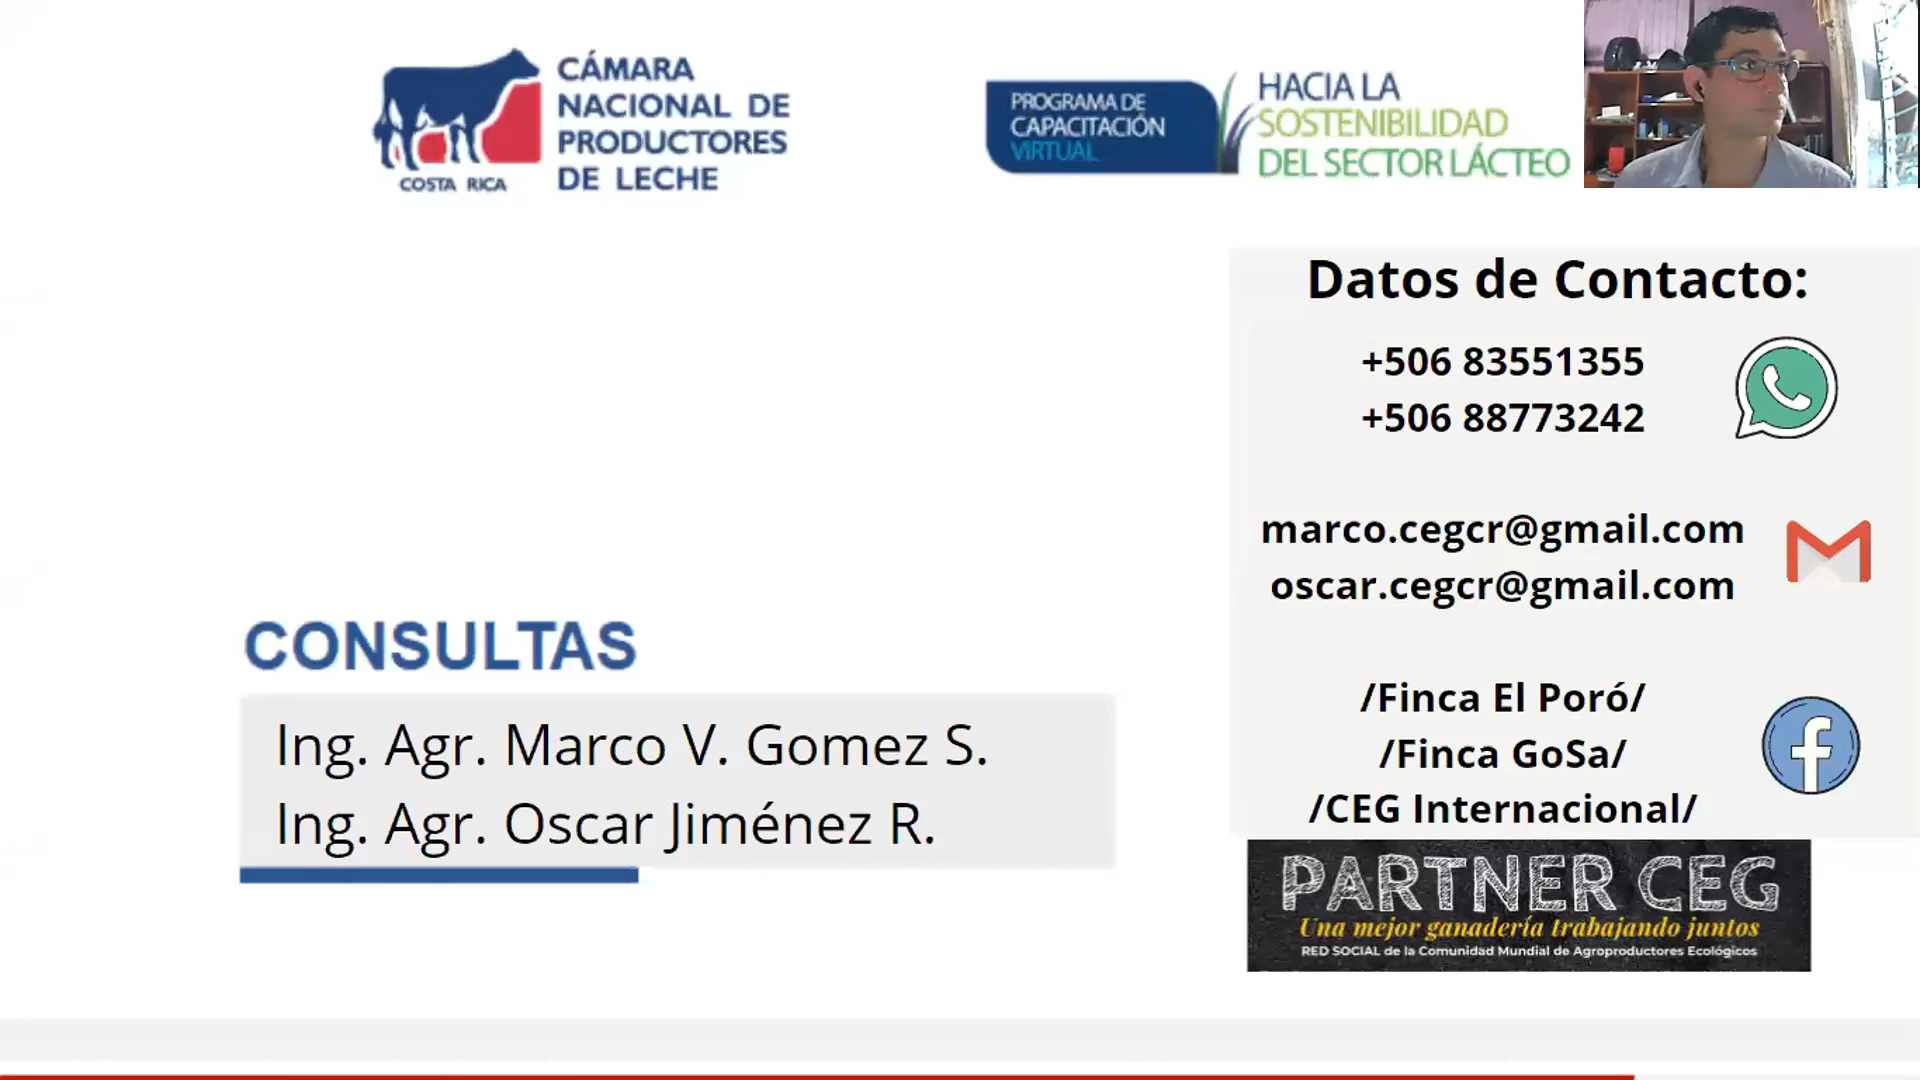 CÁMARA
NACIONAL DE
PRODUCTORES
DE LECHE
COSTA RICA
PROGRAMA DE
CAPACITACIÓN
VIRTUAL
HACIA LA
SOSTENIBILIDAD
DEL SECTOR LÁCTEO
Datos de Contacto:
+506 83551355
+506 88773242
marco.cegcr@gmail.com
oscar.cegcr@gmail.com
/Finca El Poró/
/Finca GoSa/
/CEG Internacional/
CONSULTAS
Ing. Agr. Marco V. Gomez S.
Ing. Agr. Oscar Jiménez R.
PARTNER CEG
Una mejor ganadería trabajando juntos
RED SOCIAL de la Comunidad Mundial de Agroproductores Ecológicos